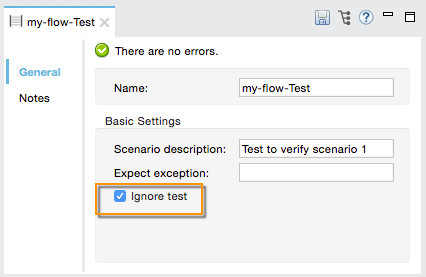 my-flow-Test
There are no errors.
General
Notes
Name: my-flow-Test
Basic Settings
Scenario description: Test to verify scenario 1
Expect exception:
Ignore test